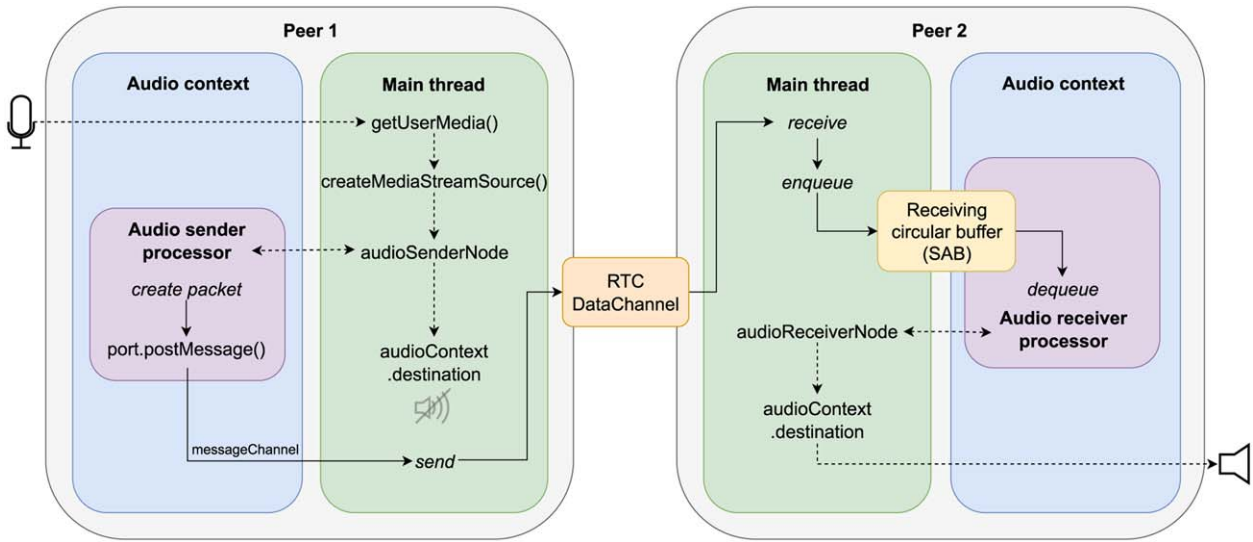 Peer 1
Audio context
Main thread
getUserMedia()
createMediaStreamSource()
Audio sender
processor
audioSenderNode
create packet
port.postMessage()
audioContext
.destination
messageChannel
send
RTC
DataChannel
Peer 2
Main thread
Audio context
receive
enqueue
Receiving
circular buffer
(SAB)
dequeue
audioReceiverNode
Audio receiver
processor
audioContext
.destination